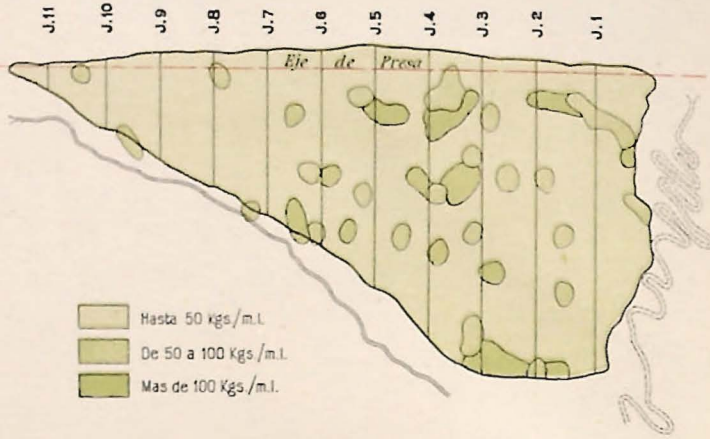 J.11 J.10 J.9 J.8 J.7 J.6 J.5 J.4 J.3 J.2 J.1
Eje de Presa
Hasta 50 Kgs./m.l.
De 50 a 100 Kgs./m.l.
Mas de 100 Kgs./m.l.